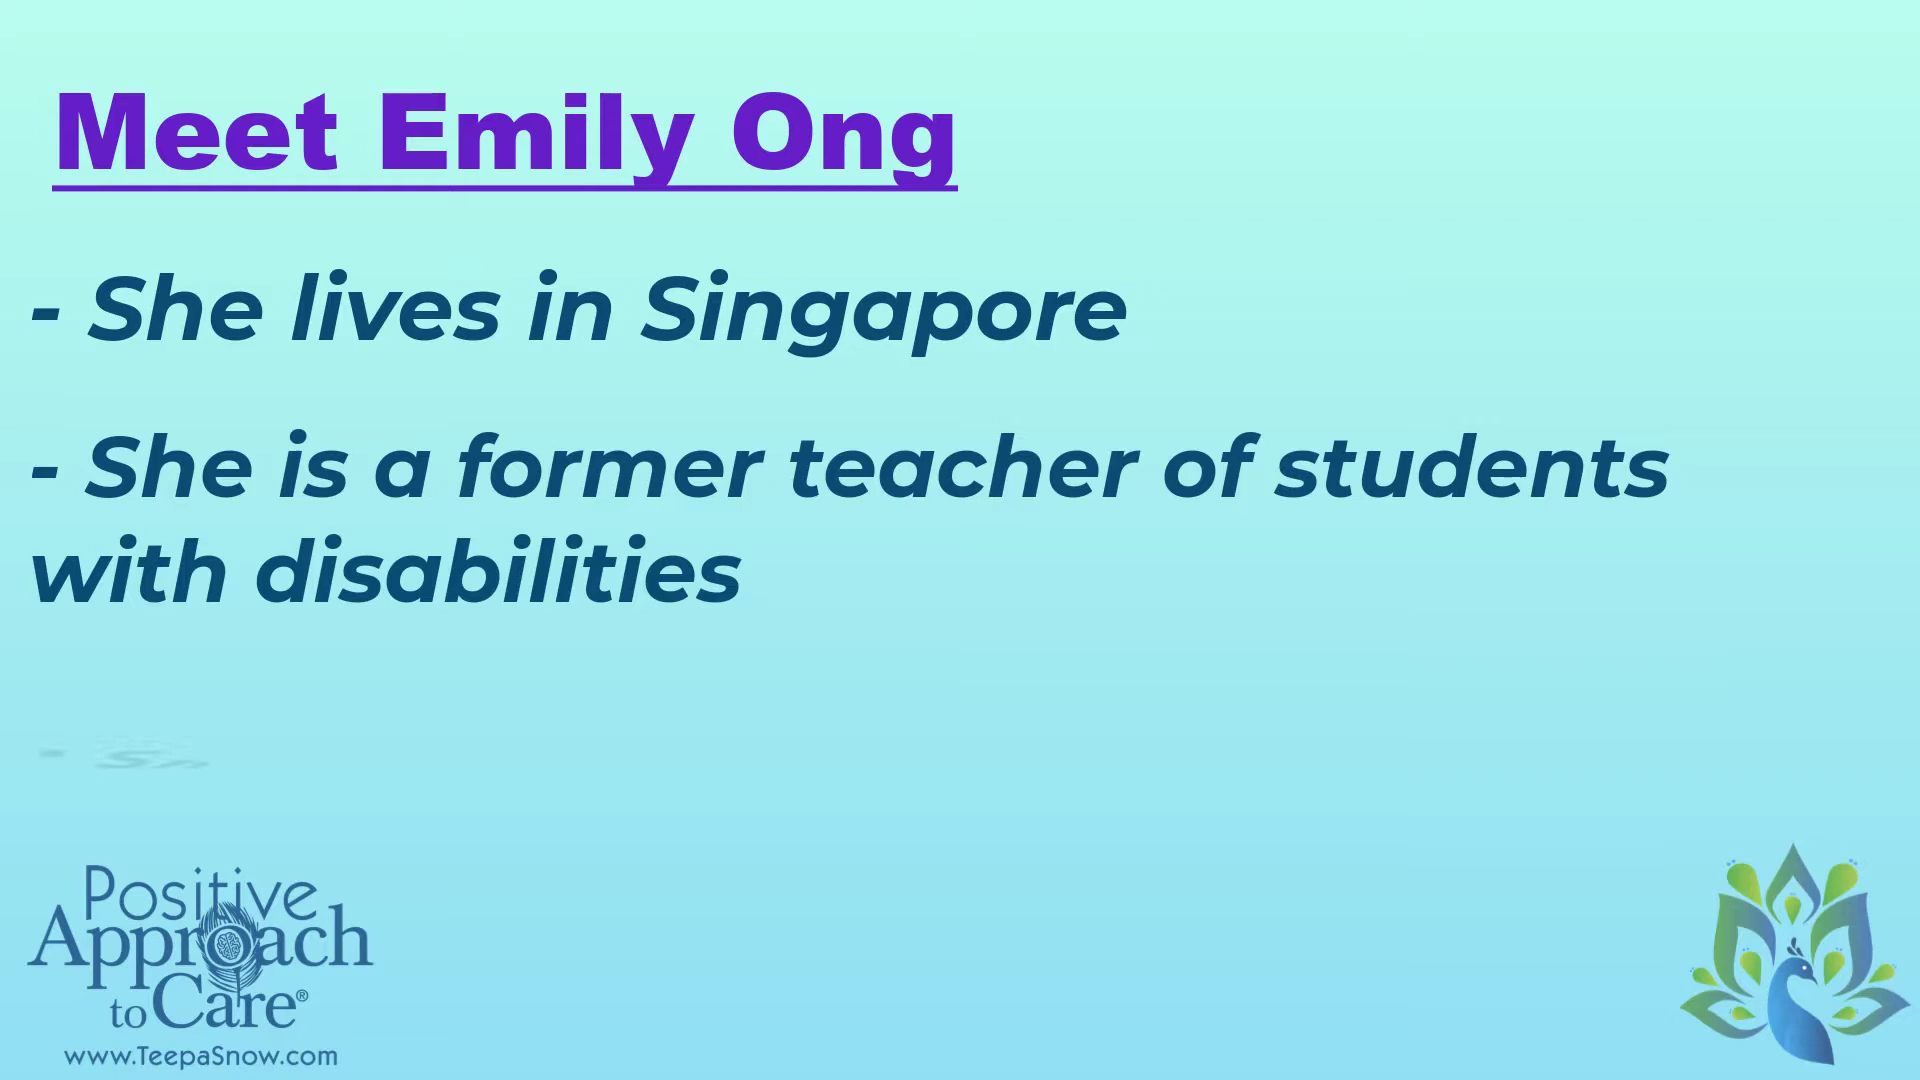 Meet Emily Ong
- She lives in Singapore
- She is a former teacher of students
with disabilities
Positive
Approach
to Care®
www.TeepaSnow.com